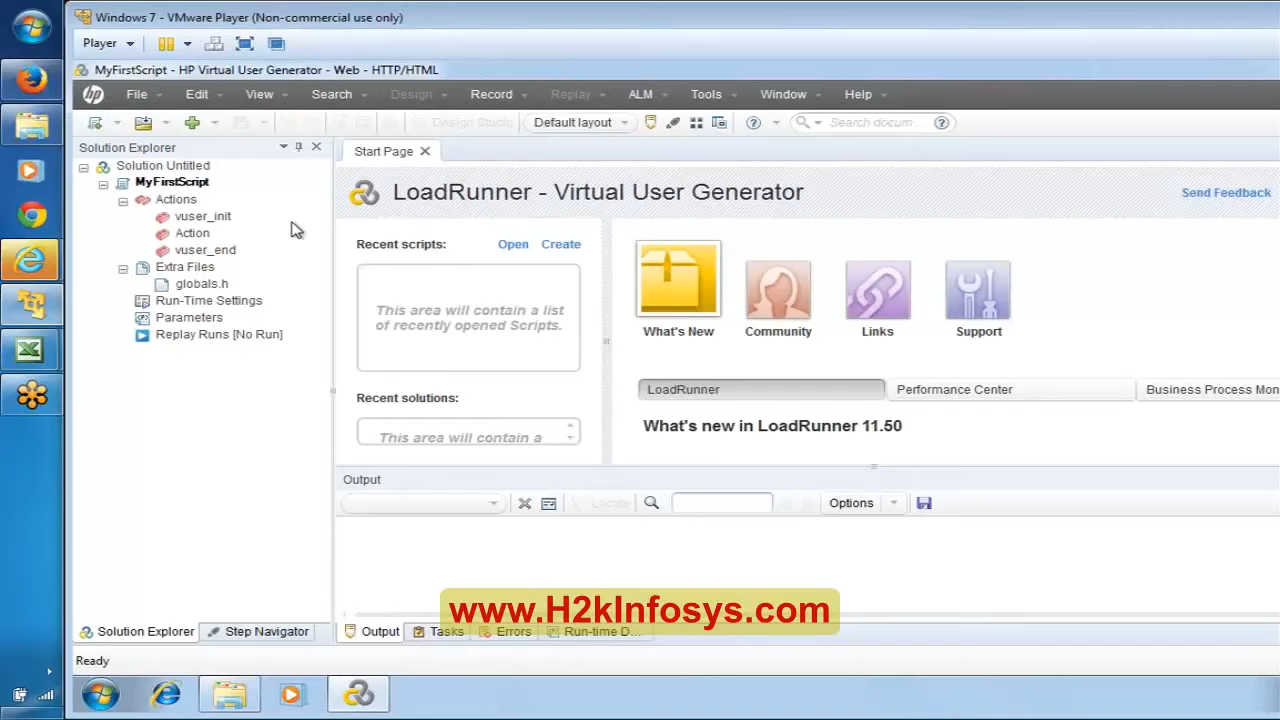 Windows 7 - VMware Player (Non-commercial use only)
Player
MyFirstScript - HP Virtual User Generator - Web - HTTP/HTML
hp File Edit View Search Design Record Replay ALM Tools Window Help
Design Studio Default layout Search docum...
Solution Explorer
Start Page
Solution Untitled
MyFirstScript
Actions
vuser_init
Action
vuser_end
Extra Files
globals.h
Run-Time Settings
Parameters
Replay Runs [No Run]
LoadRunner - Virtual User Generator
Send Feedback
Recent scripts: Open Create
This area will contain a list
of recently opened Scripts.
Recent solutions:
This area will contain a
What's New
Community
Links
Support
LoadRunner Performance Center Business Process Mon
What's new in LoadRunner 11.50
Output
Locate Options
www.H2kInfosys.com
Solution Explorer Step Navigator Output Tasks Errors Run-time D...
Ready